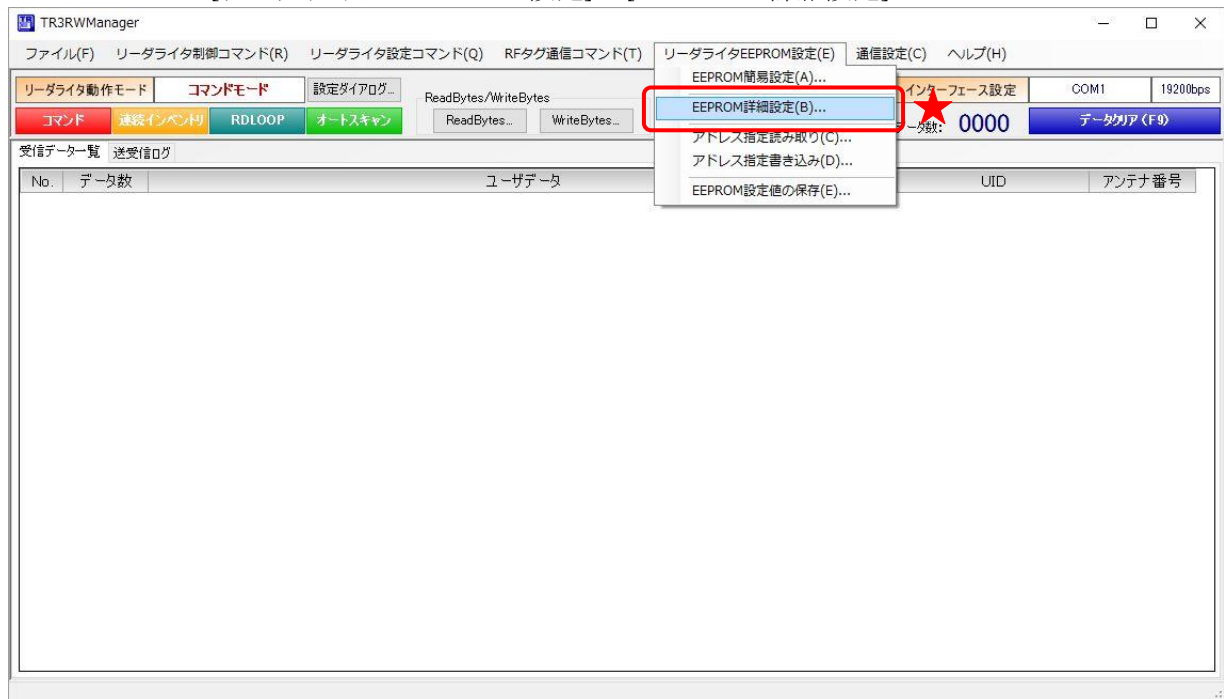 TR3RWManager
ファイル(F) リーダライタ制御コマンド(R) リーダライタ設定コマンド(Q) RFタグ通信コマンド(T) リーダライタEEPROM設定(E) 通信設定(C) ヘルプ(H)
リーダライタ動作モード コマンドモード 設定ダイアログ... インターフェース設定 COM1 19200bps
ReadBytes/WriteBytes
コマンド 連続インベントリ RDLOOP オートスキャン ReadBytes... WriteBytes... データ数: 0000 データクリア(F9)
EEPROM簡易設定(A)...
EEPROM詳細設定(B)...
アドレス指定読み取り(C)...
アドレス指定書き込み(D)...
EEPROM設定値の保存(E)...
受信データ一覧 送受信ログ
No. データ数 ユーザデータ UID アンテナ番号